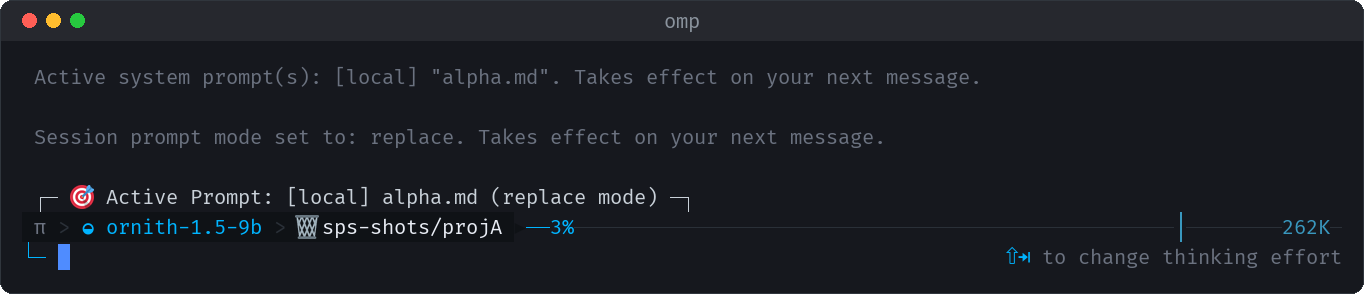 omp
Active system prompt(s): [local] "alpha.md". Takes effect on your next message.
Session prompt mode set to: replace. Takes effect on your next message.
🎯 Active Prompt: [local] alpha.md (replace mode)
π > ornith-1.5-9b > 🗑 sps-shots/projA 3% 262K
⇧⇥ to change thinking effort